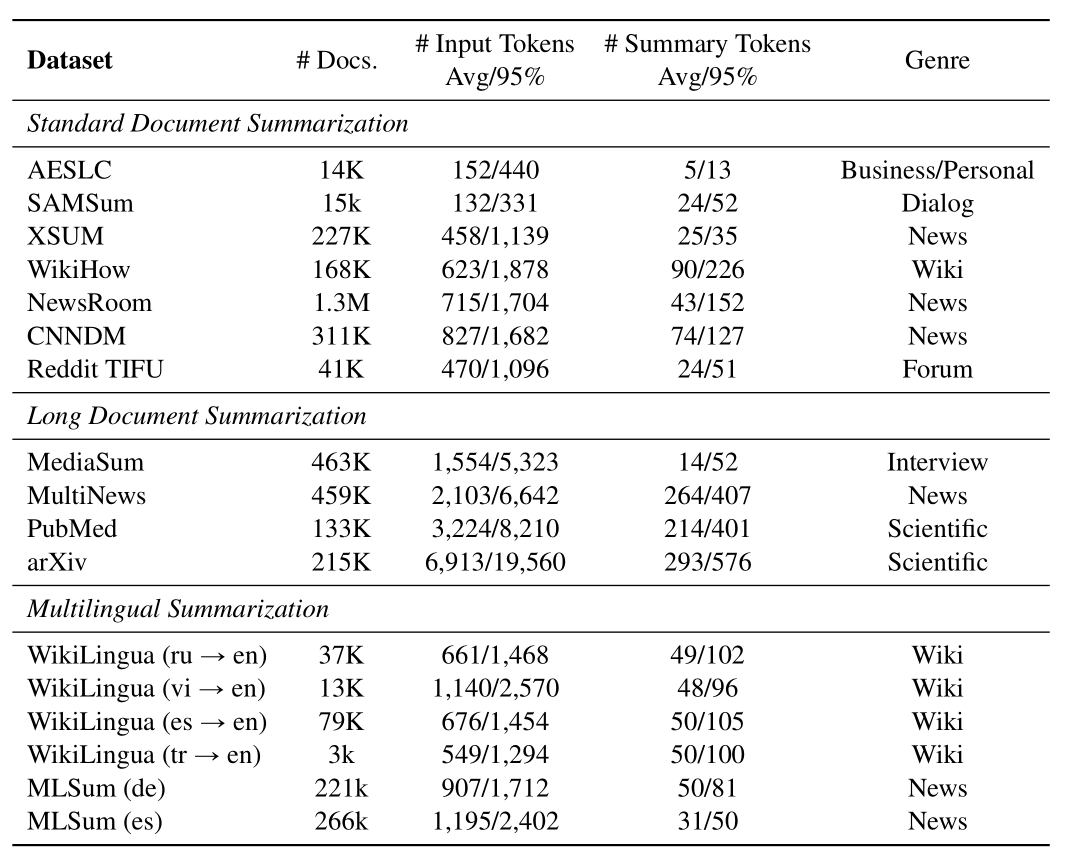 Dataset # Docs. # Input Tokens Avg/95% # Summary Tokens Avg/95% Genre
Standard Document Summarization
AESLC 14K 152/440 5/13 Business/Personal
SAMSum 15k 132/331 24/52 Dialog
XSUM 227K 458/1,139 25/35 News
WikiHow 168K 623/1,878 90/226 Wiki
NewsRoom 1.3M 715/1,704 43/152 News
CNNDM 311K 827/1,682 74/127 News
Reddit TIFU 41K 470/1,096 24/51 Forum
Long Document Summarization
MediaSum 463K 1,554/5,323 14/52 Interview
MultiNews 459K 2,103/6,642 264/407 News
PubMed 133K 3,224/8,210 214/401 Scientific
arXiv 215K 6,913/19,560 293/576 Scientific
Multilingual Summarization
WikiLingua (ru → en) 37K 661/1,468 49/102 Wiki
WikiLingua (vi → en) 13K 1,140/2,570 48/96 Wiki
WikiLingua (es → en) 79K 676/1,454 50/105 Wiki
WikiLingua (tr → en) 3k 549/1,294 50/100 Wiki
MLSum (de) 221k 907/1,712 50/81 News
MLSum (es) 266k 1,195/2,402 31/50 News